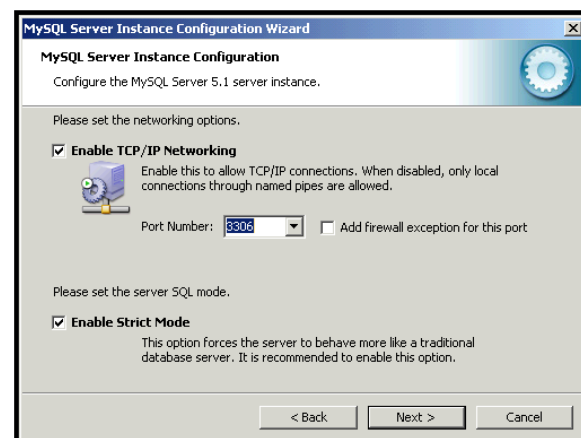 MySQL Server Instance Configuration Wizard
MySQL Server Instance Configuration
Configure the MySQL Server 5.1 server instance.
Please set the networking options.
Enable TCP/IP Networking
Enable this to allow TCP/IP connections. When disabled, only local
connections through named pipes are allowed.
Port Number: 3306 Add firewall exception for this port
Please set the server SQL mode.
Enable Strict Mode
This option forces the server to behave more like a traditional
database server. It is recommended to enable this option.
< Back Next > Cancel